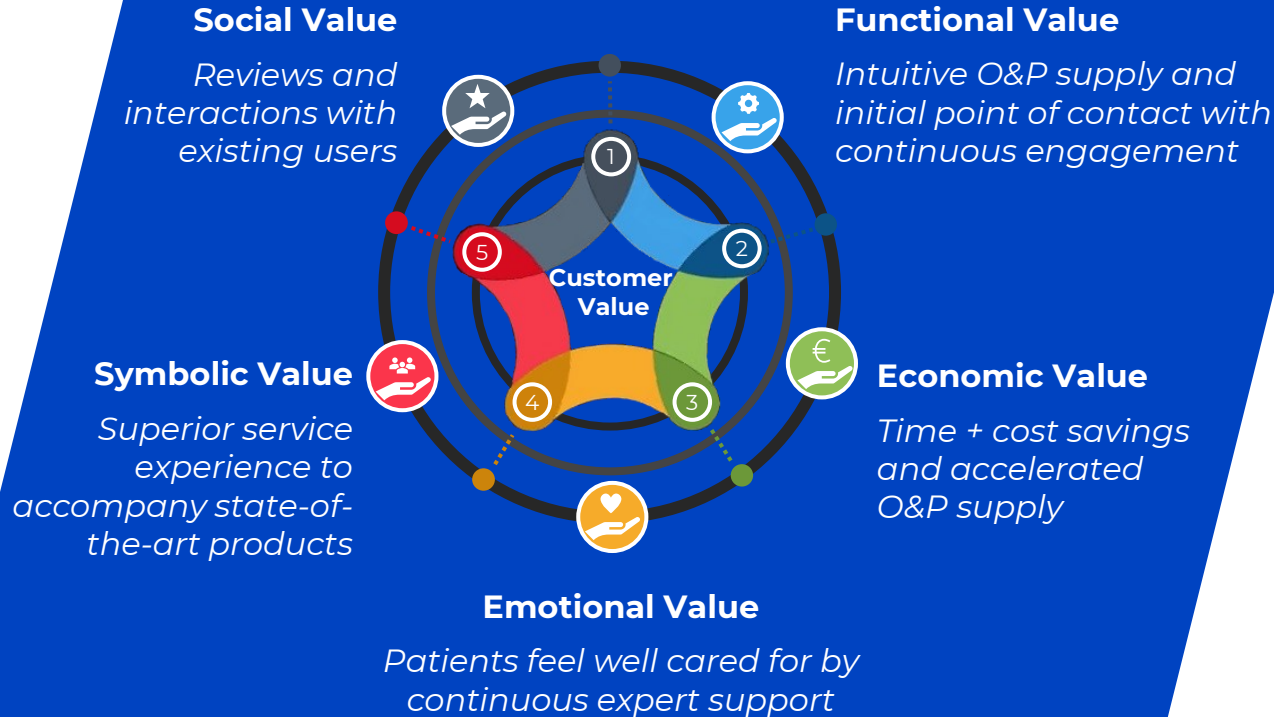 Social Value
Reviews and
interactions with
existing users
Functional Value
Intuitive O&P supply and
initial point of contact with
continuous engagement
1
2
3
4
5
Customer
Value
€
Symbolic Value
Superior service
experience to
accompany state-of-
the-art products
Economic Value
Time + cost savings
and accelerated
O&P supply
Emotional Value
Patients feel well cared for by
continuous expert support